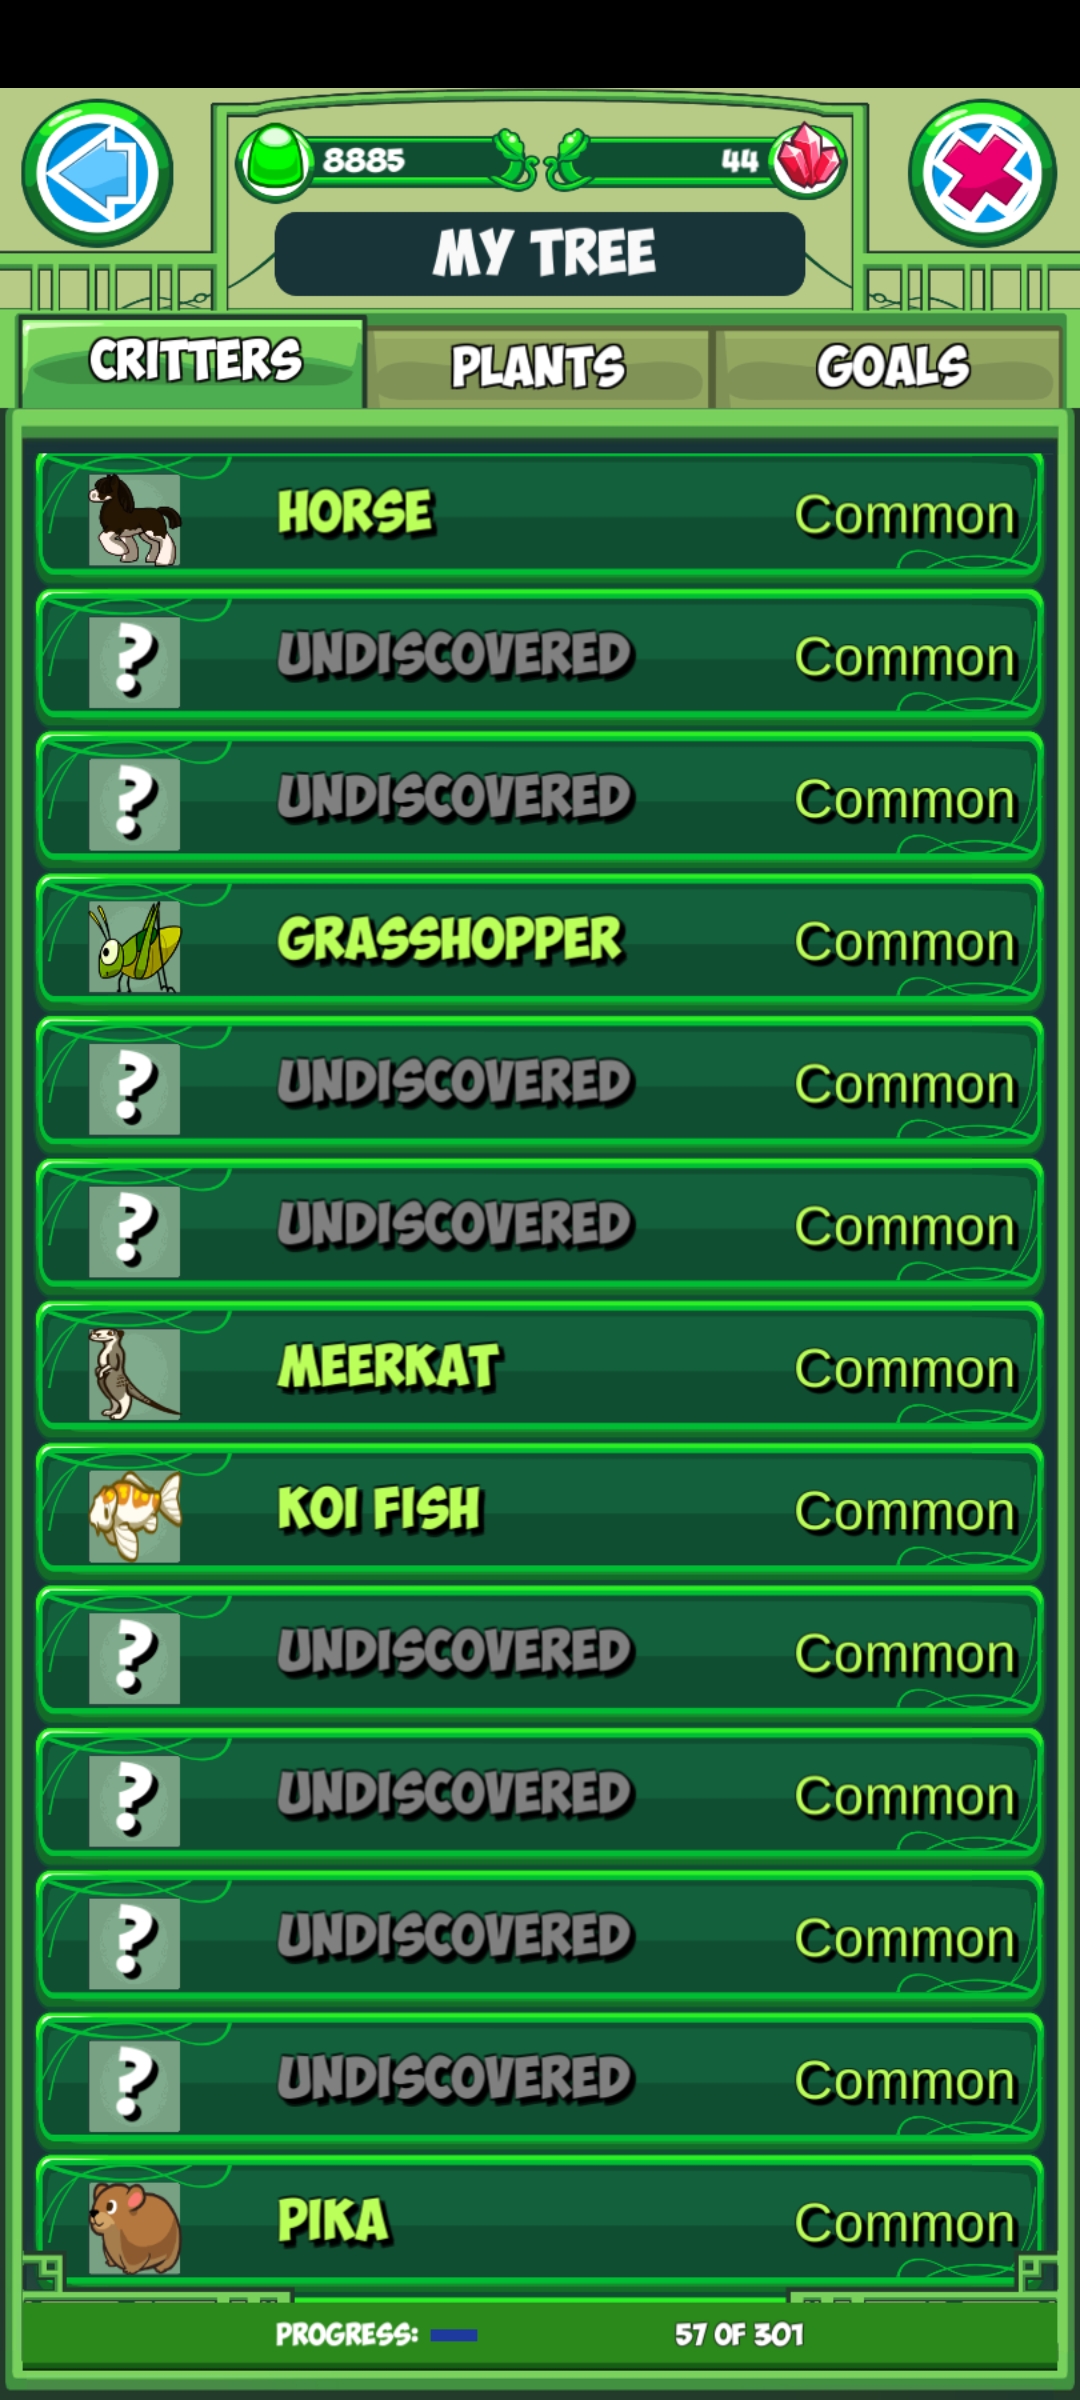 8885
44
MY TREE
CRITTERS PLANTS GOALS
HORSE Common
? UNDISCOVERED Common
? UNDISCOVERED Common
GRASSHOPPER Common
? UNDISCOVERED Common
? UNDISCOVERED Common
MEERKAT Common
KOI FISH Common
? UNDISCOVERED Common
? UNDISCOVERED Common
? UNDISCOVERED Common
? UNDISCOVERED Common
PIKA Common
PROGRESS: 57 OF 301